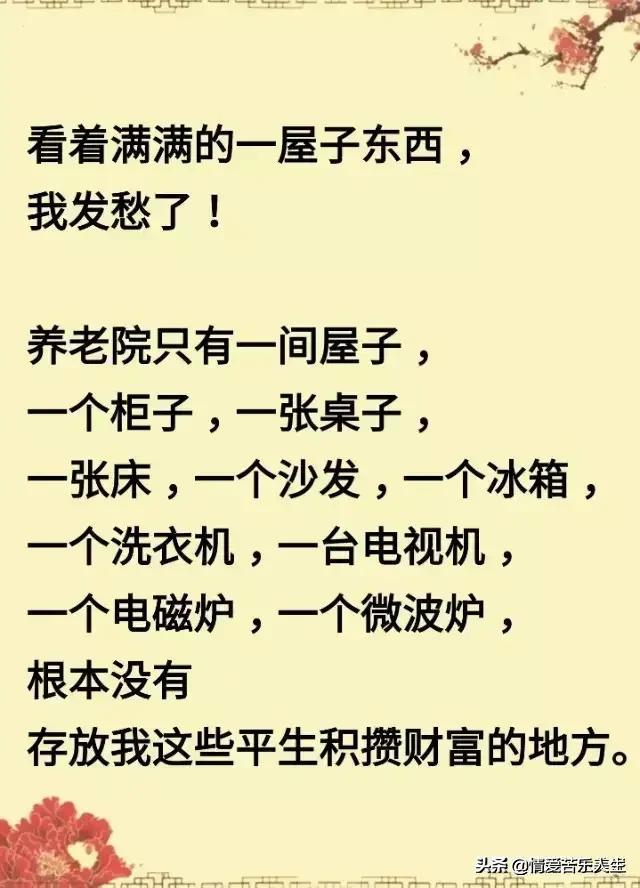 看着满满的一屋子东西，
我发愁了！
养老院只有一间屋子，
一个柜子，一张桌子，
一张床，一个沙发，一个冰箱，
一个洗衣机，一台电视机，
一个电磁炉，一个微波炉，
根本没有
存放我这些平生积攒财富的地方。
头条 @情爱苦乐人生